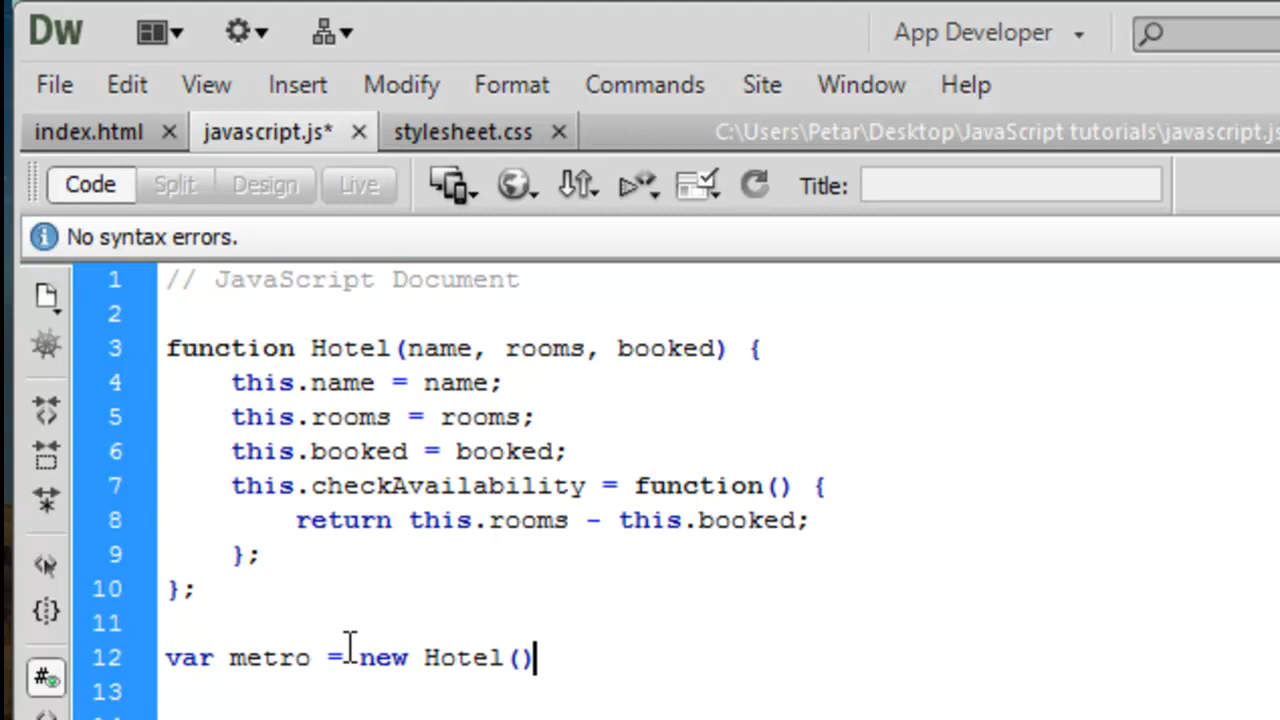 Dw App Developer
File Edit View Insert Modify Format Commands Site Window Help
index.html javascript.js* stylesheet.css C:\Users\Petar\Desktop\JavaScript tutorials\javascript.js
Code Split Design Live Title:
No syntax errors.
1 // JavaScript Document
2
3 function Hotel(name, rooms, booked) {
4 this.name = name;
5 this.rooms = rooms;
6 this.booked = booked;
7 this.checkAvailability = function() {
8 return this.rooms - this.booked;
9 };
10 };
11
12 var metro = new Hotel()
13